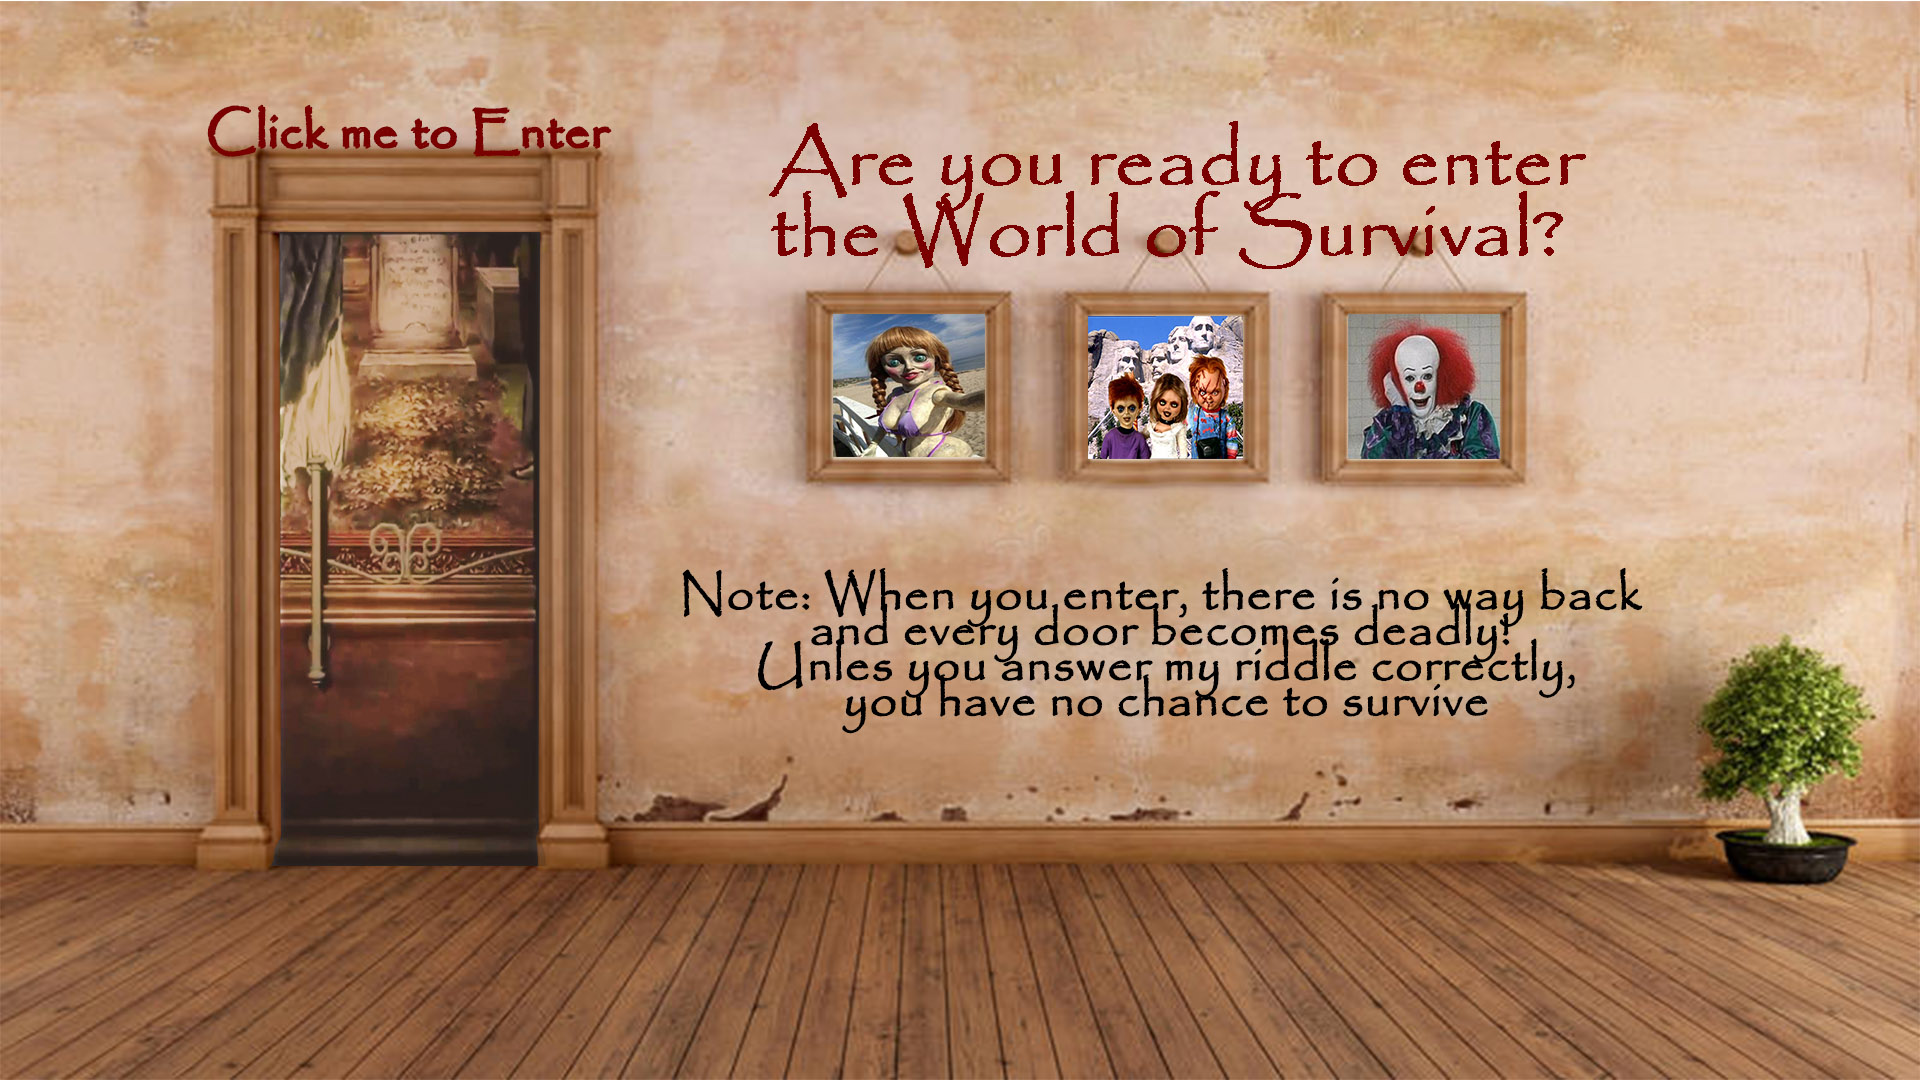 Click me to Enter
Are you ready to enter
the World of Survival?
Note: When you enter, there is no way back
and every door becomes deadly!
Unles you answer my riddle correctly,
you have no chance to survive